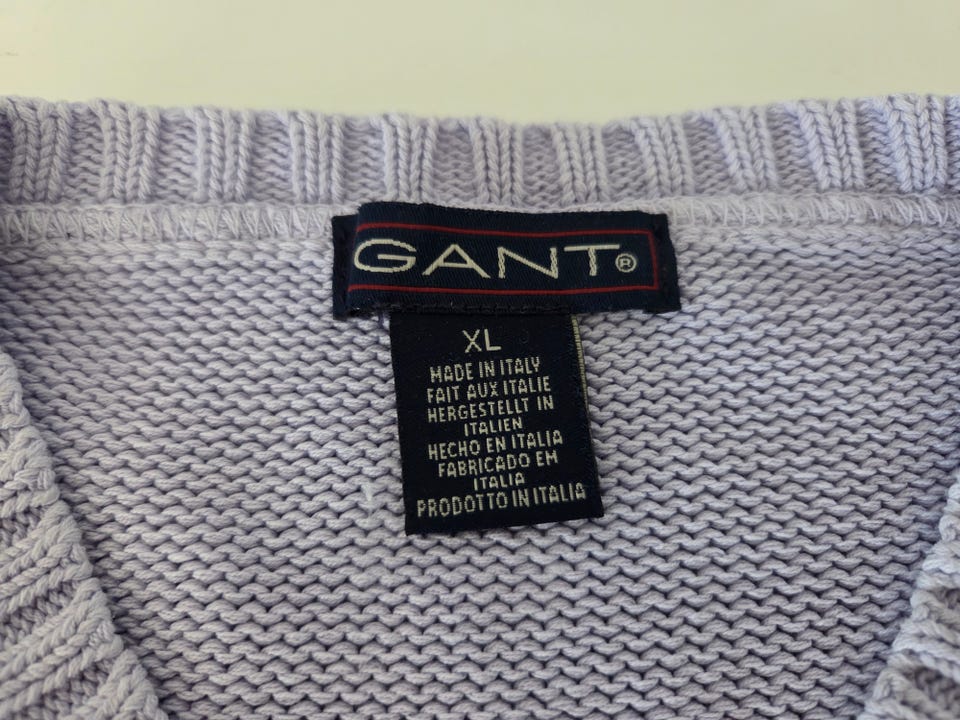 GANT®
XL
MADE IN ITALY
FAIT AUX ITALIE
HERGESTELLT IN
ITALIEN
HECHO EN ITALIA
FABRICADO EM
ITALIA
PRODOTTO IN ITALIA